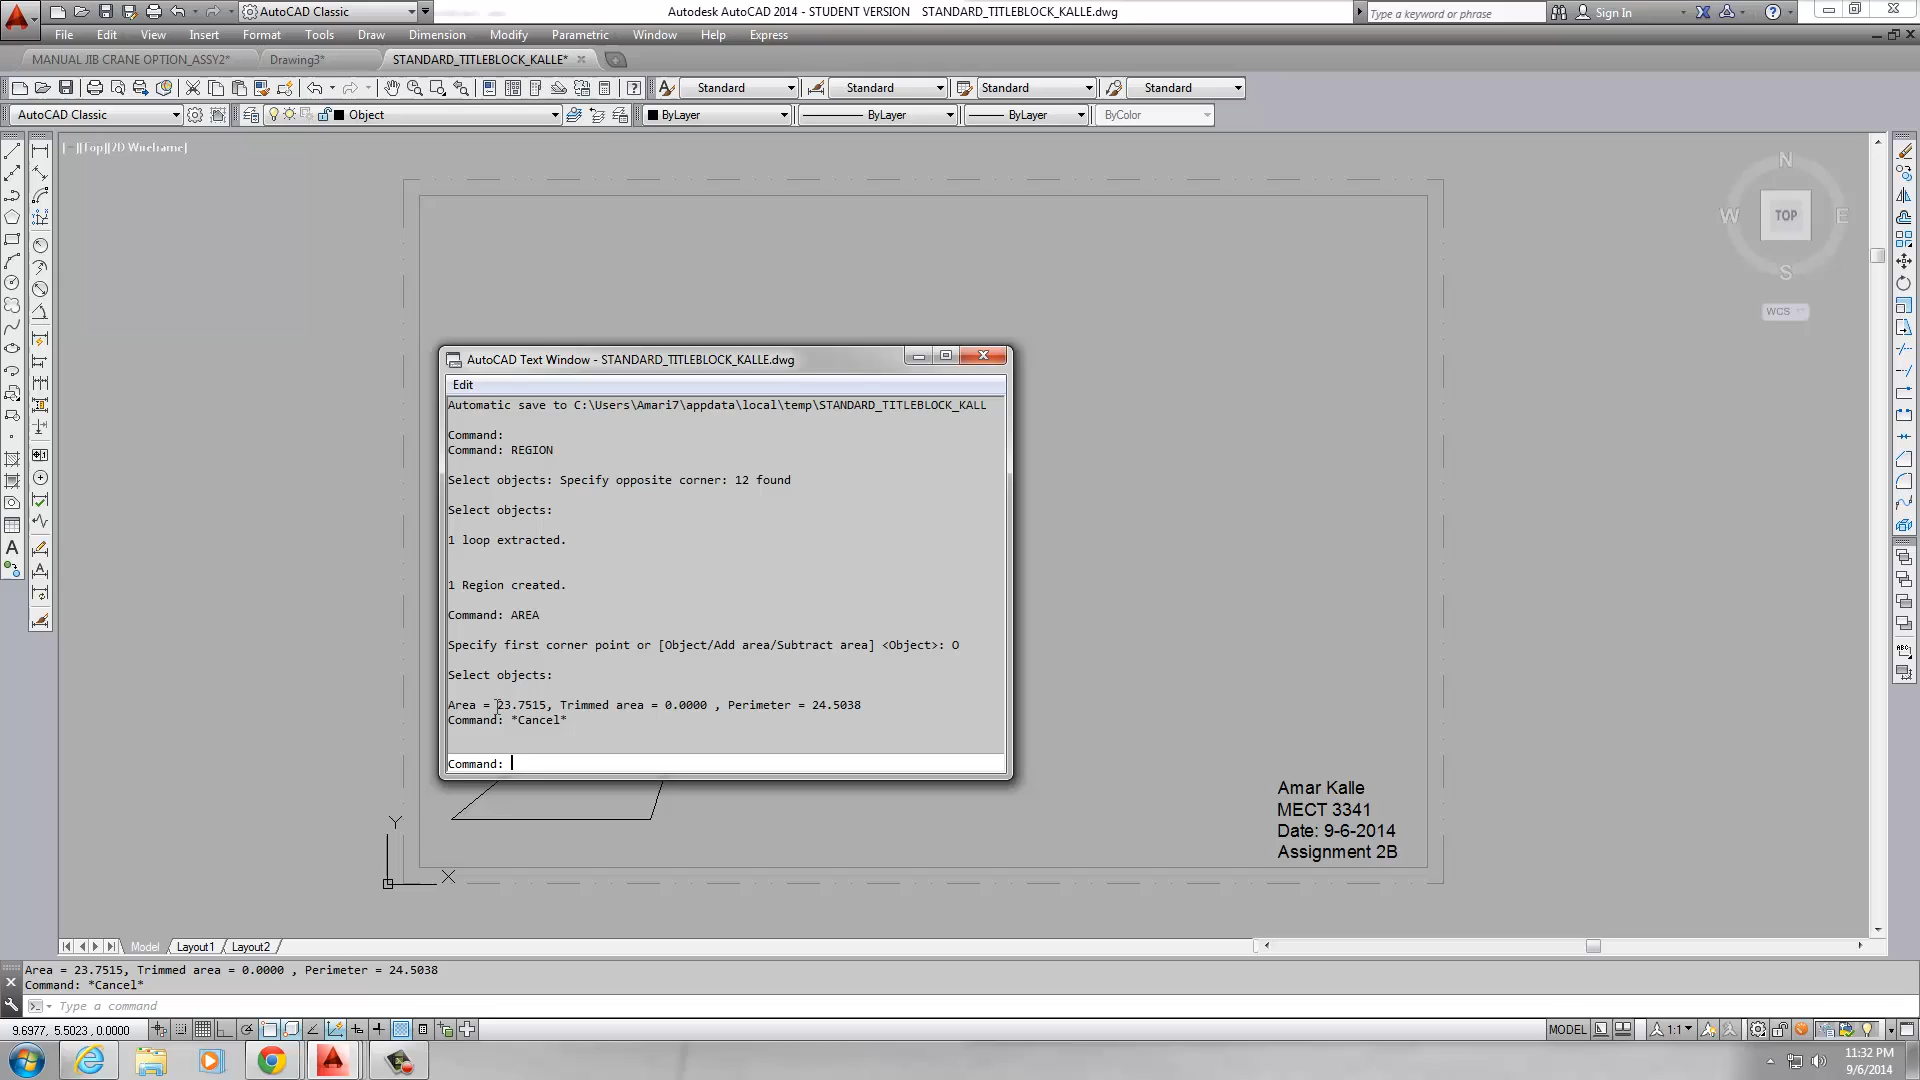 AutoCAD Classic
Autodesk AutoCAD 2014 - STUDENT VERSION STANDARD_TITLEBLOCK_KALLE.dwg
Type a keyword or phrase
Sign In
File Edit View Insert Format Tools Draw Dimension Modify Parametric Window Help Express
MANUAL JIB CRANE OPTION_ASSY2*
Drawing3*
STANDARD_TITLEBLOCK_KALLE*
Standard
Standard
Standard
Standard
AutoCAD Classic
Object
ByLayer
ByLayer
ByLayer
ByColor
[−][Top][2D Wireframe]
N
W
TOP
E
S
WCS
AutoCAD Text Window - STANDARD_TITLEBLOCK_KALLE.dwg
Edit
Automatic save to C:\Users\Amari7\appdata\local\temp\STANDARD_TITLEBLOCK_KALL
Command:
Command: REGION
Select objects: Specify opposite corner: 12 found
Select objects:
1 loop extracted.
1 Region created.
Command: AREA
Specify first corner point or [Object/Add area/Subtract area] <Object>: O
Select objects:
Area = 23.7515, Trimmed area = 0.0000 , Perimeter = 24.5038
Command: *Cancel*
Command:
Amar Kalle
MECT 3341
Date: 9-6-2014
Assignment 2B
Y
X
Model Layout1 Layout2
Area = 23.7515, Trimmed area = 0.0000 , Perimeter = 24.5038
Command: *Cancel*
Type a command
9.6977, 5.5023 , 0.0000
MODEL
1:1
11:32 PM
9/6/2014